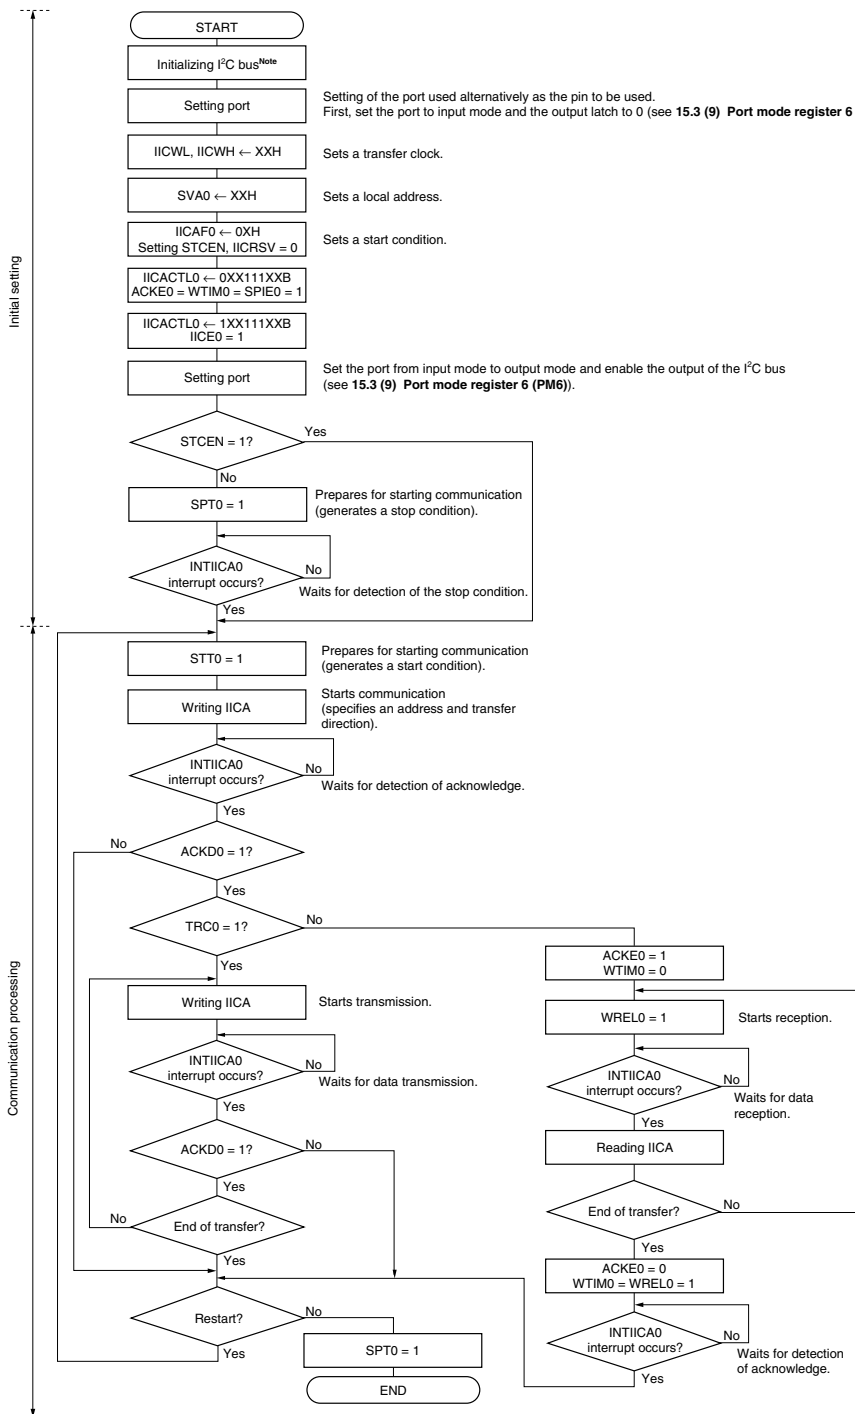 START
Initializing I²C bus^Note
Setting port
Setting of the port used alternatively as the pin to be used.
First, set the port to input mode and the output latch to 0 (see 15.3 (9) Port mode register 6
IICWL, IICWH ← XXH
Sets a transfer clock.
SVA0 ← XXH
Sets a local address.
IICAF0 ← 0XH
Setting STCEN, IICRSV = 0
Sets a start condition.
Initial setting
IICACTL0 ← 0XX111XXB
ACKE0 = WTIM0 = SPIE0 = 1
IICACTL0 ← 1XX111XXB
IICE0 = 1
Setting port
Set the port from input mode to output mode and enable the output of the I²C bus
(see 15.3 (9) Port mode register 6 (PM6)).
STCEN = 1?
Yes
No
SPT0 = 1
Prepares for starting communication
(generates a stop condition).
INTIICA0
interrupt occurs?
No
Waits for detection of the stop condition.
Yes
STT0 = 1
Prepares for starting communication
(generates a start condition).
Writing IICA
Starts communication
(specifies an address and transfer
direction).
INTIICA0
interrupt occurs?
No
Waits for detection of acknowledge.
Yes
No
ACKD0 = 1?
Yes
TRC0 = 1?
No
Yes
Communication processing
Writing IICA
Starts transmission.
INTIICA0
interrupt occurs?
No
Waits for data transmission.
Yes
ACKD0 = 1?
No
Yes
No
End of transfer?
Yes
Restart?
No
Yes
SPT0 = 1
END
ACKE0 = 1
WTIM0 = 0
WREL0 = 1
Starts reception.
INTIICA0
interrupt occurs?
No
Waits for data
reception.
Yes
Reading IICA
End of transfer?
No
Yes
ACKE0 = 0
WTIM0 = WREL0 = 1
INTIICA0
interrupt occurs?
No
Waits for detection
of acknowledge.
Yes